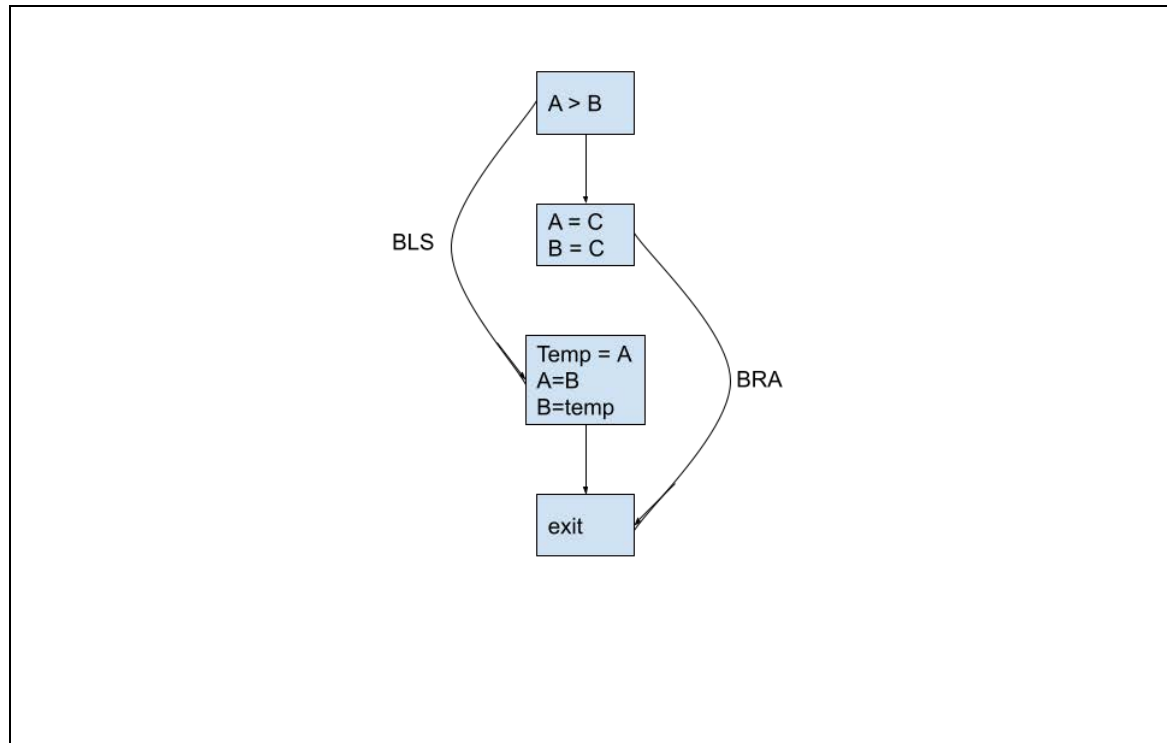 A > B
A = C
B = C
BLS
Temp = A
A=B
B=temp
BRA
exit